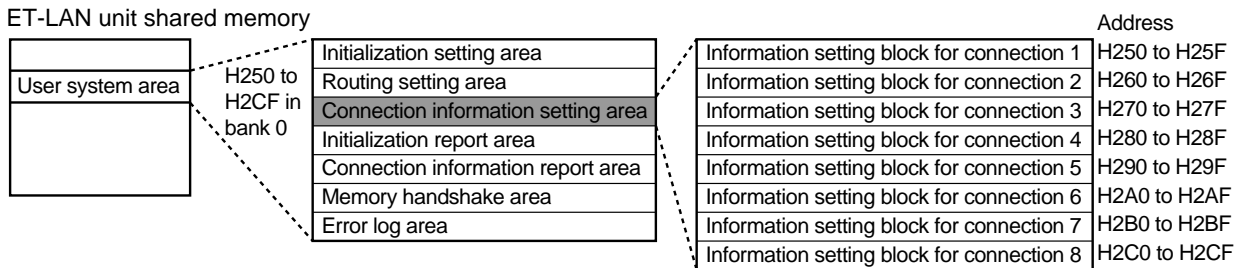 ET-LAN unit shared memory
User system area
H250 to
H2CF in
bank 0
Initialization setting area
Routing setting area
Connection information setting area
Initialization report area
Connection information report area
Memory handshake area
Error log area
Address
Information setting block for connection 1 H250 to H25F
Information setting block for connection 2 H260 to H26F
Information setting block for connection 3 H270 to H27F
Information setting block for connection 4 H280 to H28F
Information setting block for connection 5 H290 to H29F
Information setting block for connection 6 H2A0 to H2AF
Information setting block for connection 7 H2B0 to H2BF
Information setting block for connection 8 H2C0 to H2CF